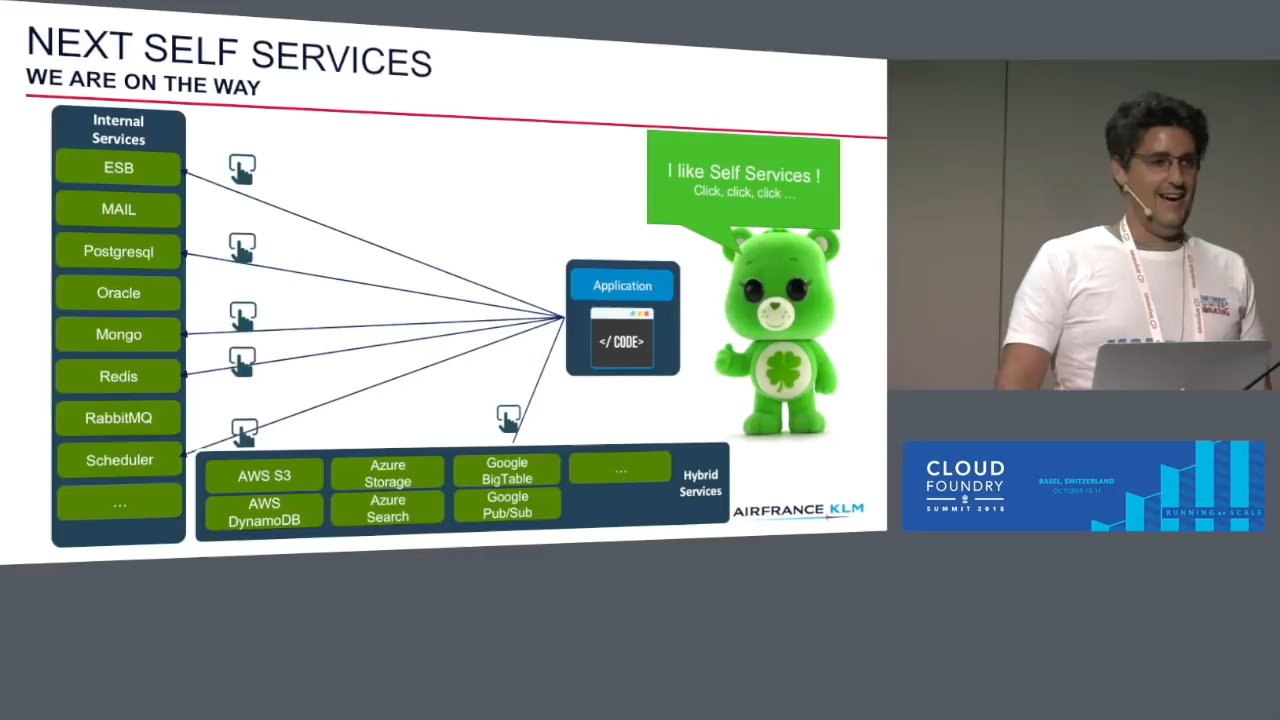 NEXT SELF SERVICES
WE ARE ON THE WAY
Internal
Services
ESB
MAIL
Postgresql
Oracle
Mongo
Redis
RabbitMQ
Scheduler
...
I like Self Services !
Click, click, click ...
Application
</ CODE>
AWS S3
AWS
DynamoDB
Azure
Storage
Azure
Search
Google
BigTable
Google
Pub/Sub
...
Hybrid
Services
AIRFRANCE KLM
CLOUD
FOUNDRY
SUMMIT 2018
BASEL, SWITZERLAND
OCTOBER 10-11
RUNNING AT SCALE